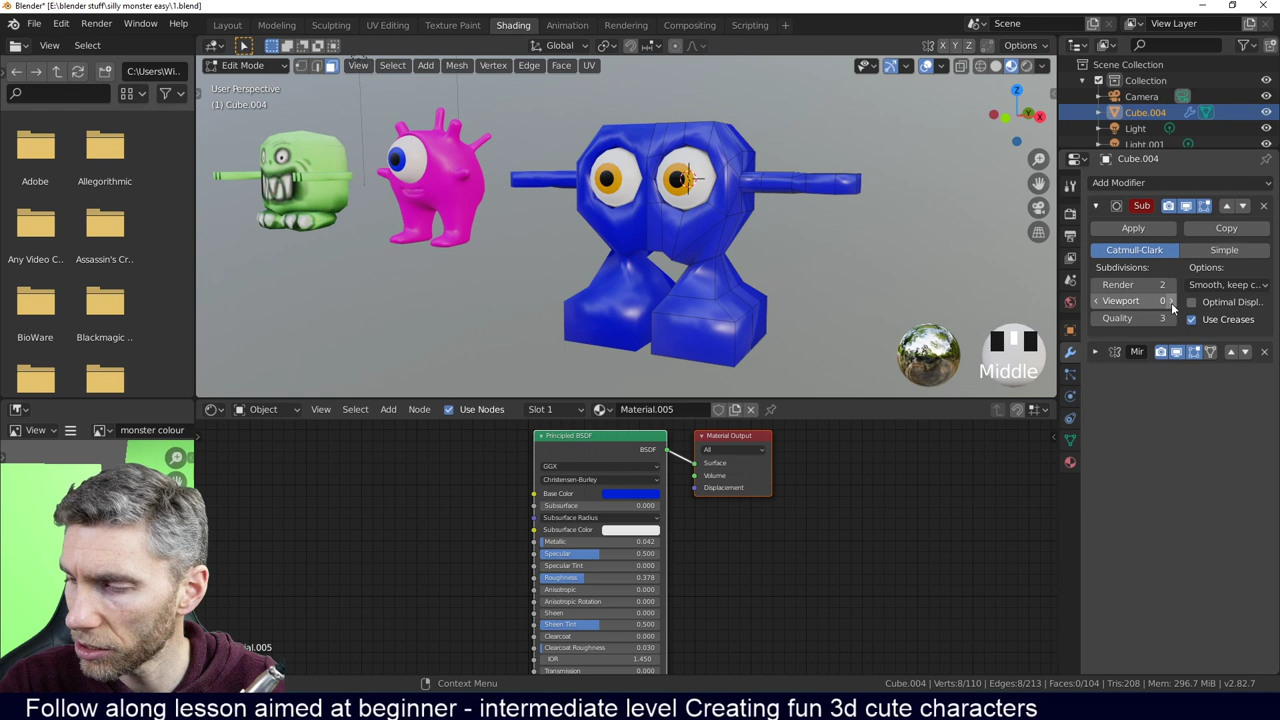 Blender* [E:\blender stuff\silly monster easy\1.blend]
File Edit Render Window Help Layout Modeling Sculpting UV Editing Texture Paint Shading Animation Rendering Compositing Scripting + Scene View Layer
View Select Global X Y Z Options
Edit Mode View Select Add Mesh Vertex Edge Face UV
C:\Users\Wi..
User Perspective
(1) Cube.004
Scene Collection
Collection
Camera
Cube.004
Light
Light.001
Cube.004
Add Modifier
Sub
Apply Copy
Catmull-Clark Simple
Subdivisions: Options:
Render 2 Smooth, keep c..
Viewport 0 Optimal Displ..
Quality 3 Use Creases
Mir
Z
Y
X
Adobe Allegorithmic
Any Video C.. Assassin's Cr..
BioWare Blackmagic ..
Middle
Object View Select Add Node Use Nodes Slot 1 Material.005
View monster colour
Principled BSDF
BSDF
GGX
Christensen-Burley
Base Color
Subsurface 0.000
Subsurface Radius
Subsurface Color
Metallic 0.042
Specular 0.500
Specular Tint 0.000
Roughness 0.378
Anisotropic 0.000
Anisotropic Rotation 0.000
Sheen 0.000
Sheen Tint 0.500
Clearcoat 0.000
Clearcoat Roughness 0.030
IOR 1.450
Transmission 0.000
Material Output
All
Surface
Volume
Displacement
ial.005
Context Menu
Cube.004 | Verts:8/110 | Edges:8/213 | Faces:0/104 | Tris:208 | Mem: 296.7 MiB | v2.82.7
Follow along lesson aimed at beginner - intermediate level Creating fun 3d cute characters